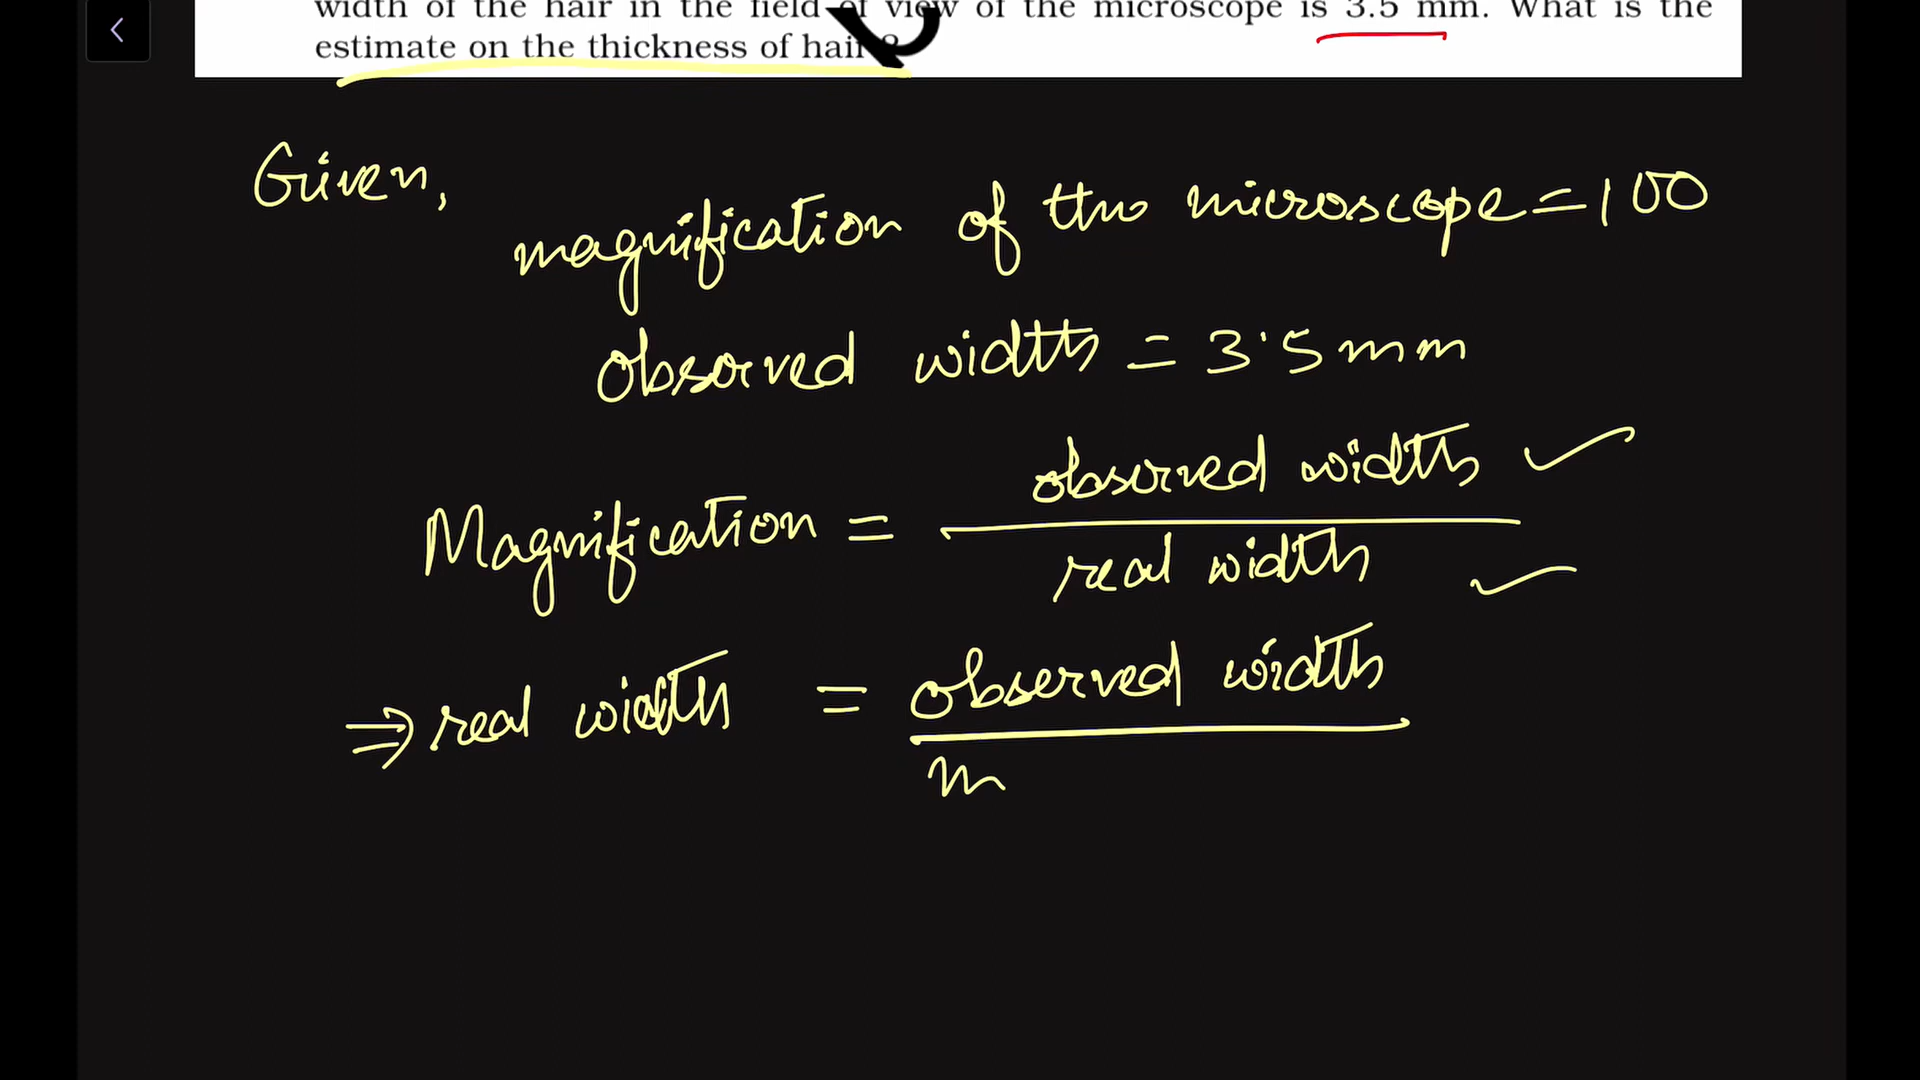 width of the hair in the field of view of the microscope is 3.5 mm. What is the
estimate on the thickness of hair ?
Given,
magnification of the microscope = 100
Observed width = 3.5 mm
Magnification = observed width
real width
⇒ real width = observed width
m